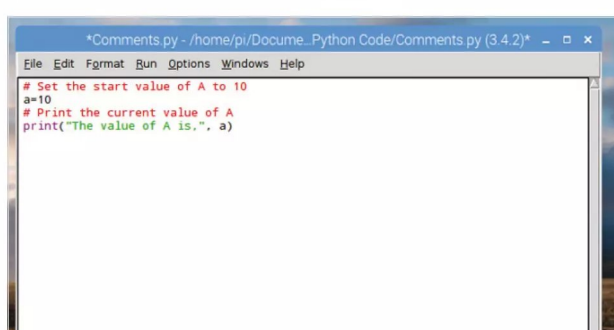 *Comments.py - /home/pi/Docume...Python Code/Comments.py (3.4.2)*
File Edit Format Run Options Windows Help
# Set the start value of A to 10
a=10
# Print the current value of A
print("The value of A is,", a)